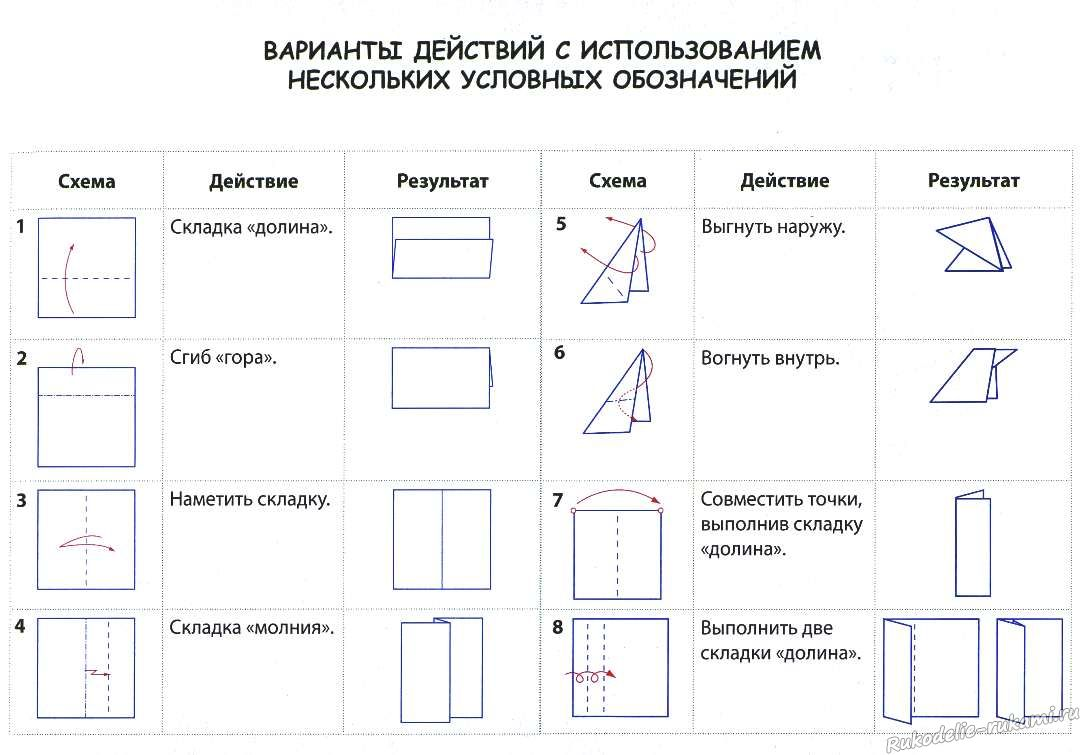 ВАРИАНТЫ ДЕЙСТВИЙ С ИСПОЛЬЗОВАНИЕМ
НЕСКОЛЬКИХ УСЛОВНЫХ ОБОЗНАЧЕНИЙ
Схема Действие Результат Схема Действие Результат
1 Складка «долина».
5 Выгнуть наружу.
2 Сгиб «гора».
6 Вогнуть внутрь.
3 Наметить складку.
7 Совместить точки,
выполнив складку
«долина».
4 Складка «молния».
8 Выполнить две
складки «долина».
Rukodelie-rukami.ru